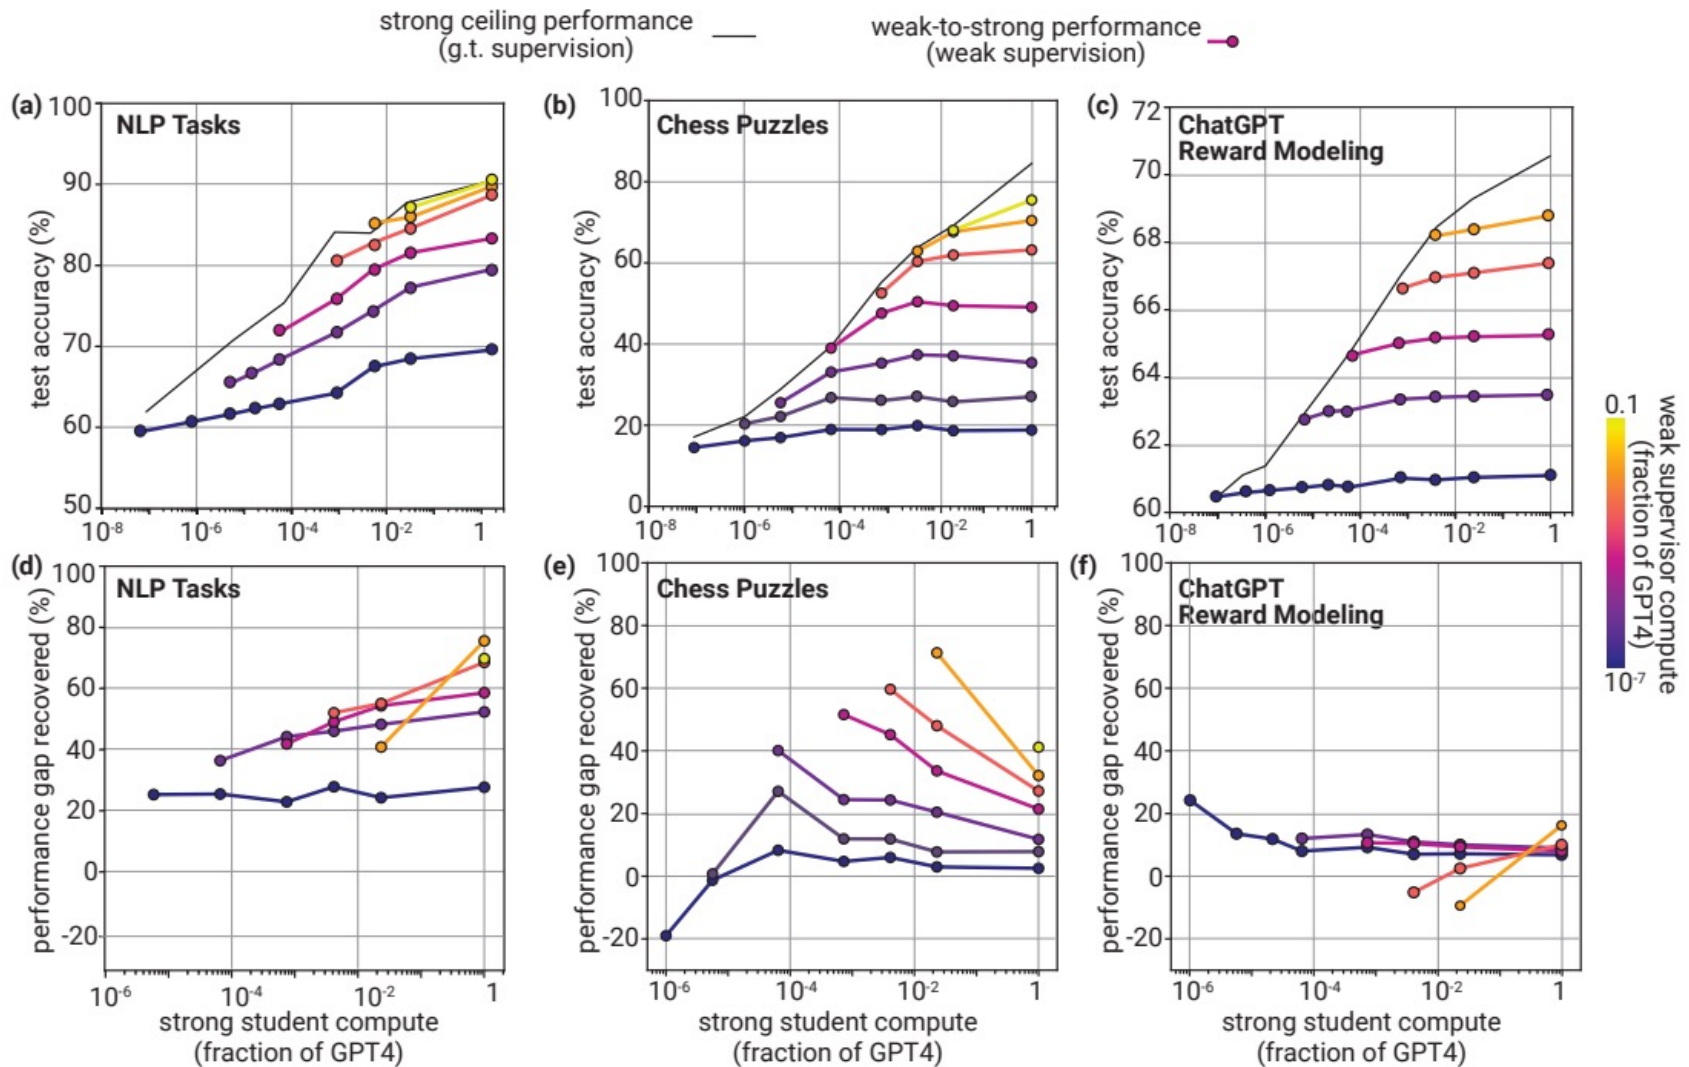 strong ceiling performance
(g.t. supervision)
weak-to-strong performance
(weak supervision)
(a)
NLP Tasks
100
90
80
70
60
50
test accuracy (%)
10-8
10-6
10-4
10-2
1
(b)
Chess Puzzles
100
80
60
40
20
0
test accuracy (%)
10-8
10-6
10-4
10-2
1
(c)
ChatGPT
Reward Modeling
72
70
68
66
64
62
60
test accuracy (%)
10-8
10-6
10-4
10-2
1
(d)
NLP Tasks
100
80
60
40
20
0
-20
performance gap recovered (%)
10-6
10-4
10-2
1
strong student compute
(fraction of GPT4)
(e)
Chess Puzzles
100
80
60
40
20
0
-20
performance gap recovered (%)
10-6
10-4
10-2
1
strong student compute
(fraction of GPT4)
(f)
ChatGPT
Reward Modeling
100
80
60
40
20
0
-20
performance gap recovered (%)
10-6
10-4
10-2
1
strong student compute
(fraction of GPT4)
0.1
10-7
weak supervisor compute
(fraction of GPT4)